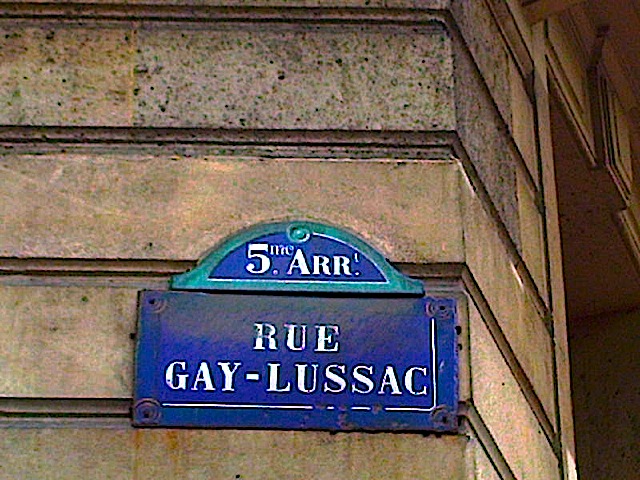 5me. ARRt.
RUE
GAY-LUSSAC